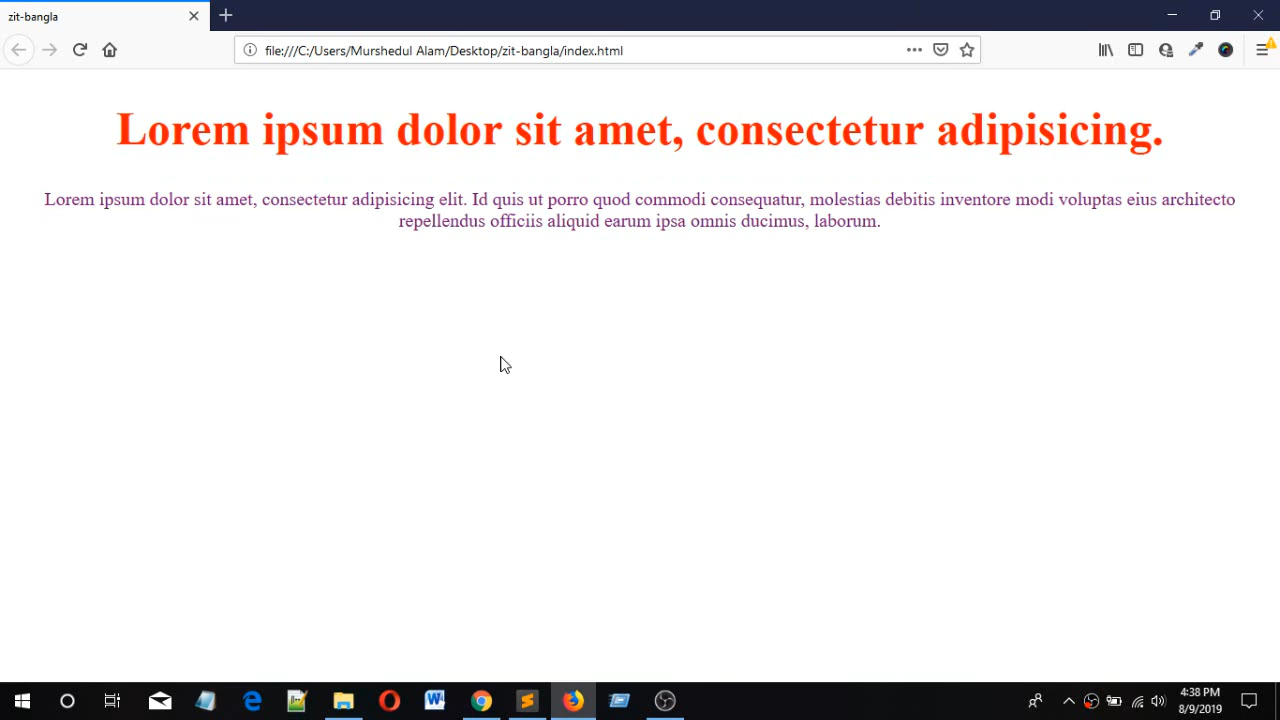 zit-bangla
file:///C:/Users/Murshedul Alam/Desktop/zit-bangla/index.html
Lorem ipsum dolor sit amet, consectetur adipisicing.
Lorem ipsum dolor sit amet, consectetur adipisicing elit. Id quis ut porro quod commodi consequatur, molestias debitis inventore modi voluptas eius architecto
repellendus officiis aliquid earum ipsa omnis ducimus, laborum.
4:38 PM
8/9/2019